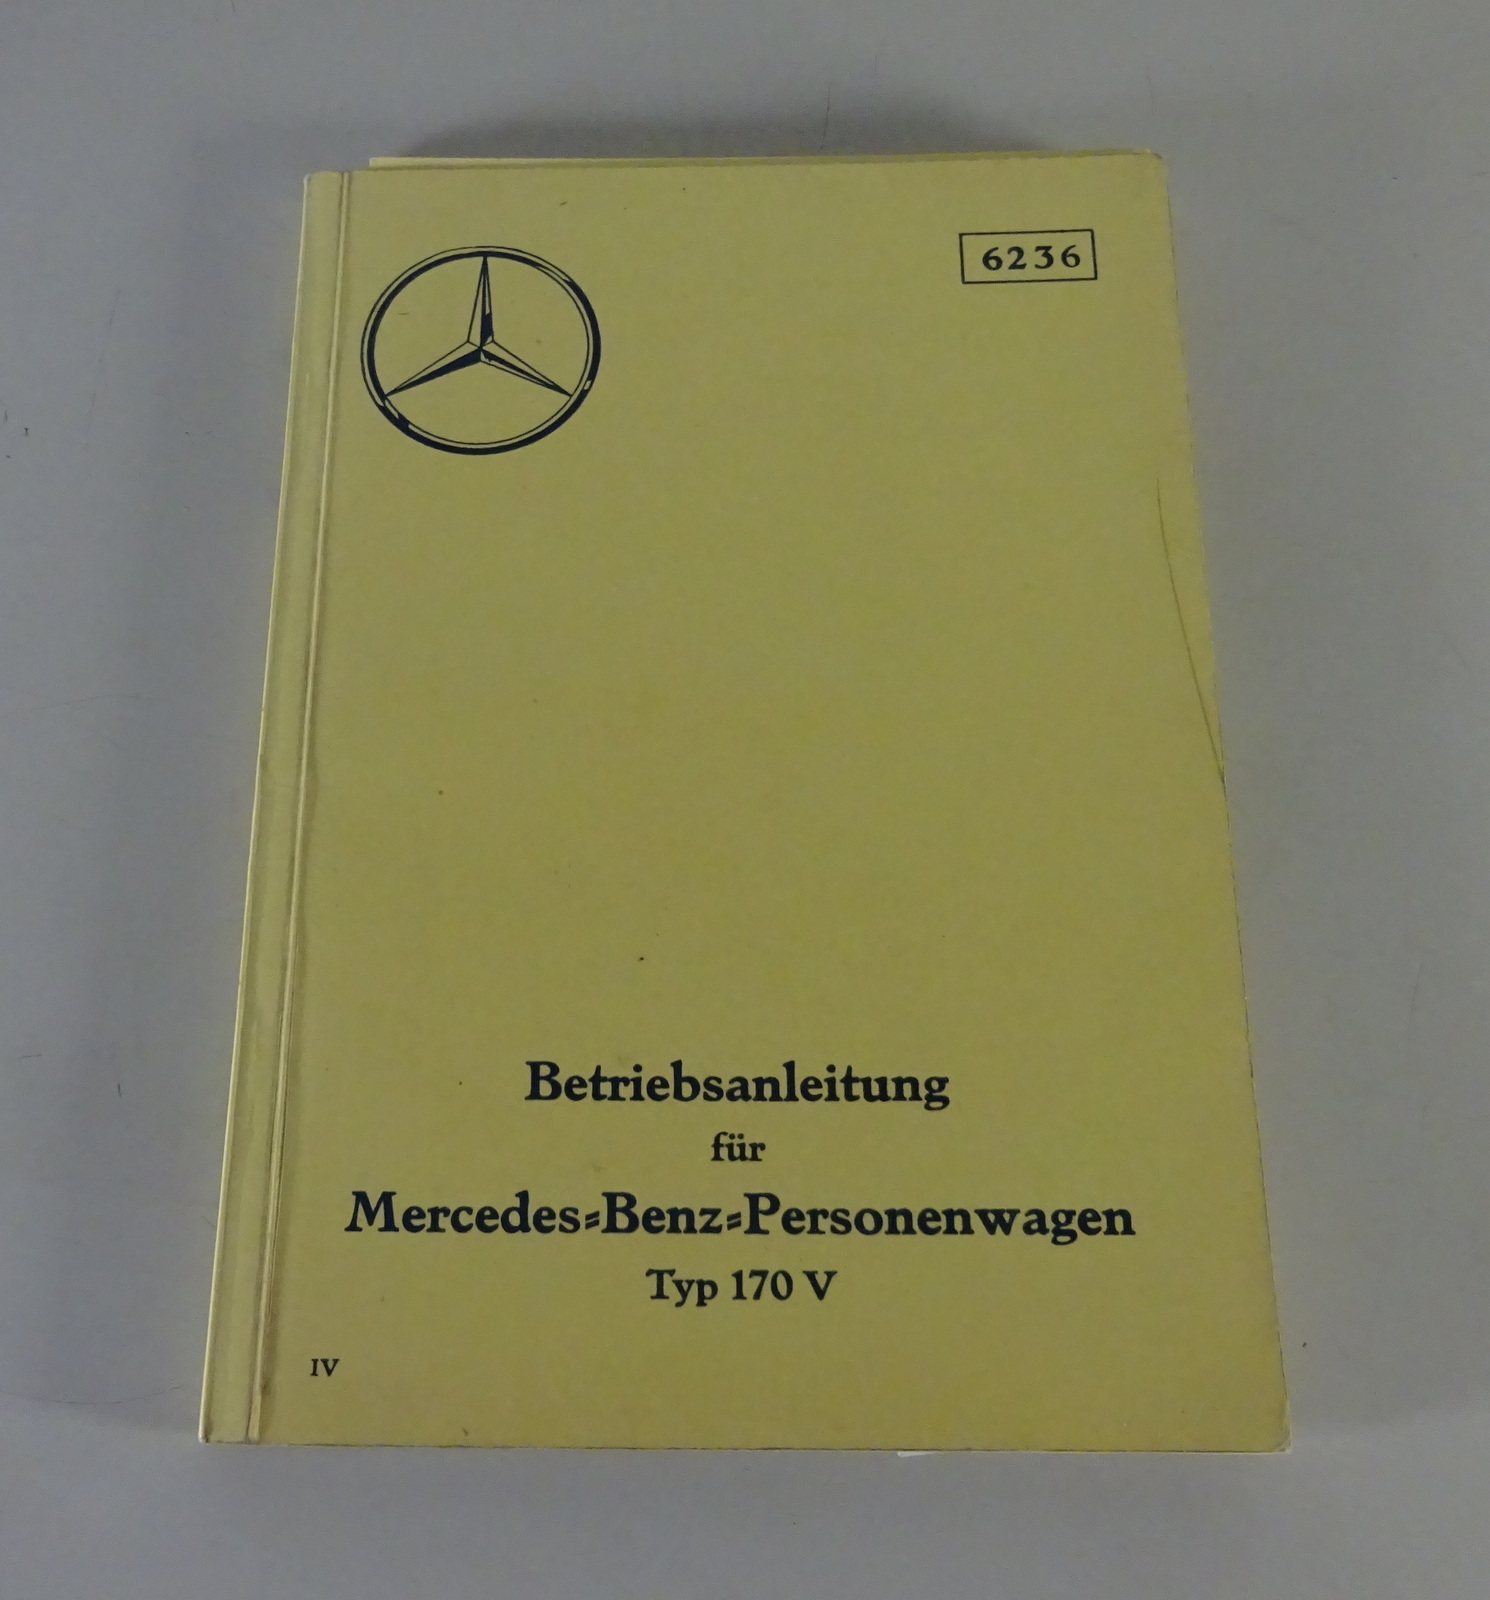 6236
Betriebsanleitung
für
Mercedes-Benz-Personenwagen
Typ 170 V
IV